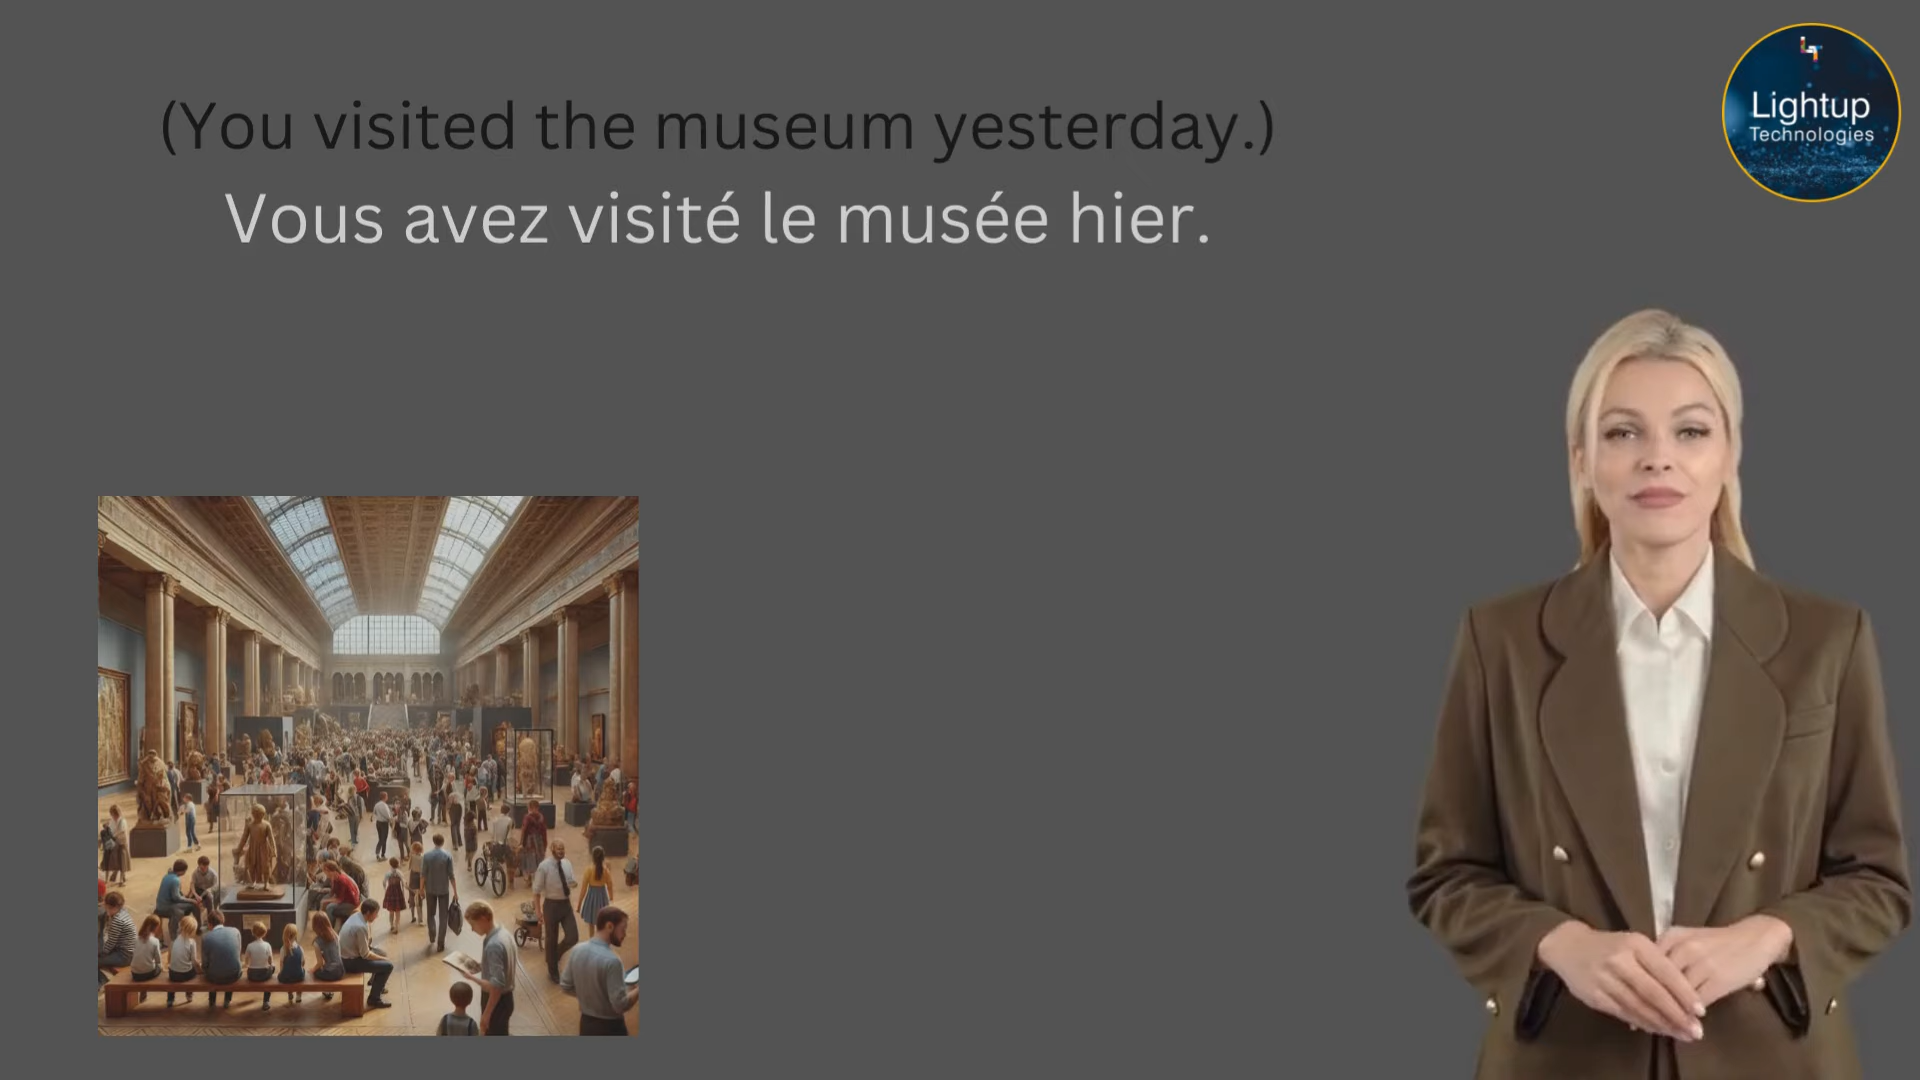 (You visited the museum yesterday.)
Vous avez visité le musée hier.
Lightup
Technologies